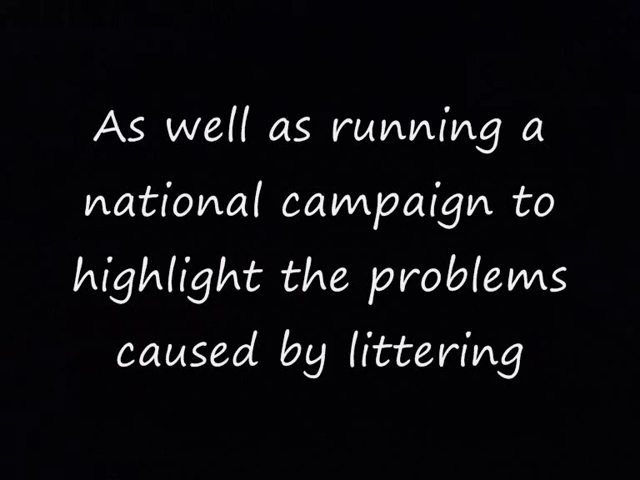 As well as running a
national campaign to
highlight the problems
caused by littering